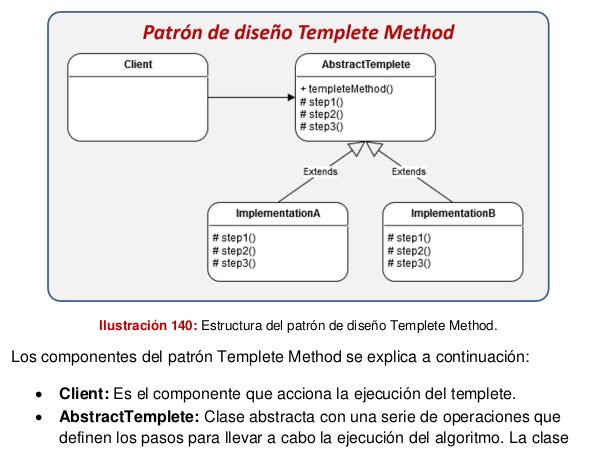 Patrón de diseño Templete Method
Client
AbstractTemplete
+ templeteMethod()
# step1()
# step2()
# step3()
Extends
Extends
ImplementationA
# step1()
# step2()
# step3()
ImplementationB
# step1()
# step2()
# step3()
Ilustración 140: Estructura del patrón de diseño Templete Method.
Los componentes del patrón Templete Method se explica a continuación:
• Client: Es el componente que acciona la ejecución del templete.
• AbstractTemplete: Clase abstracta con una serie de operaciones que
definen los pasos para llevar a cabo la ejecución del algoritmo. La clase